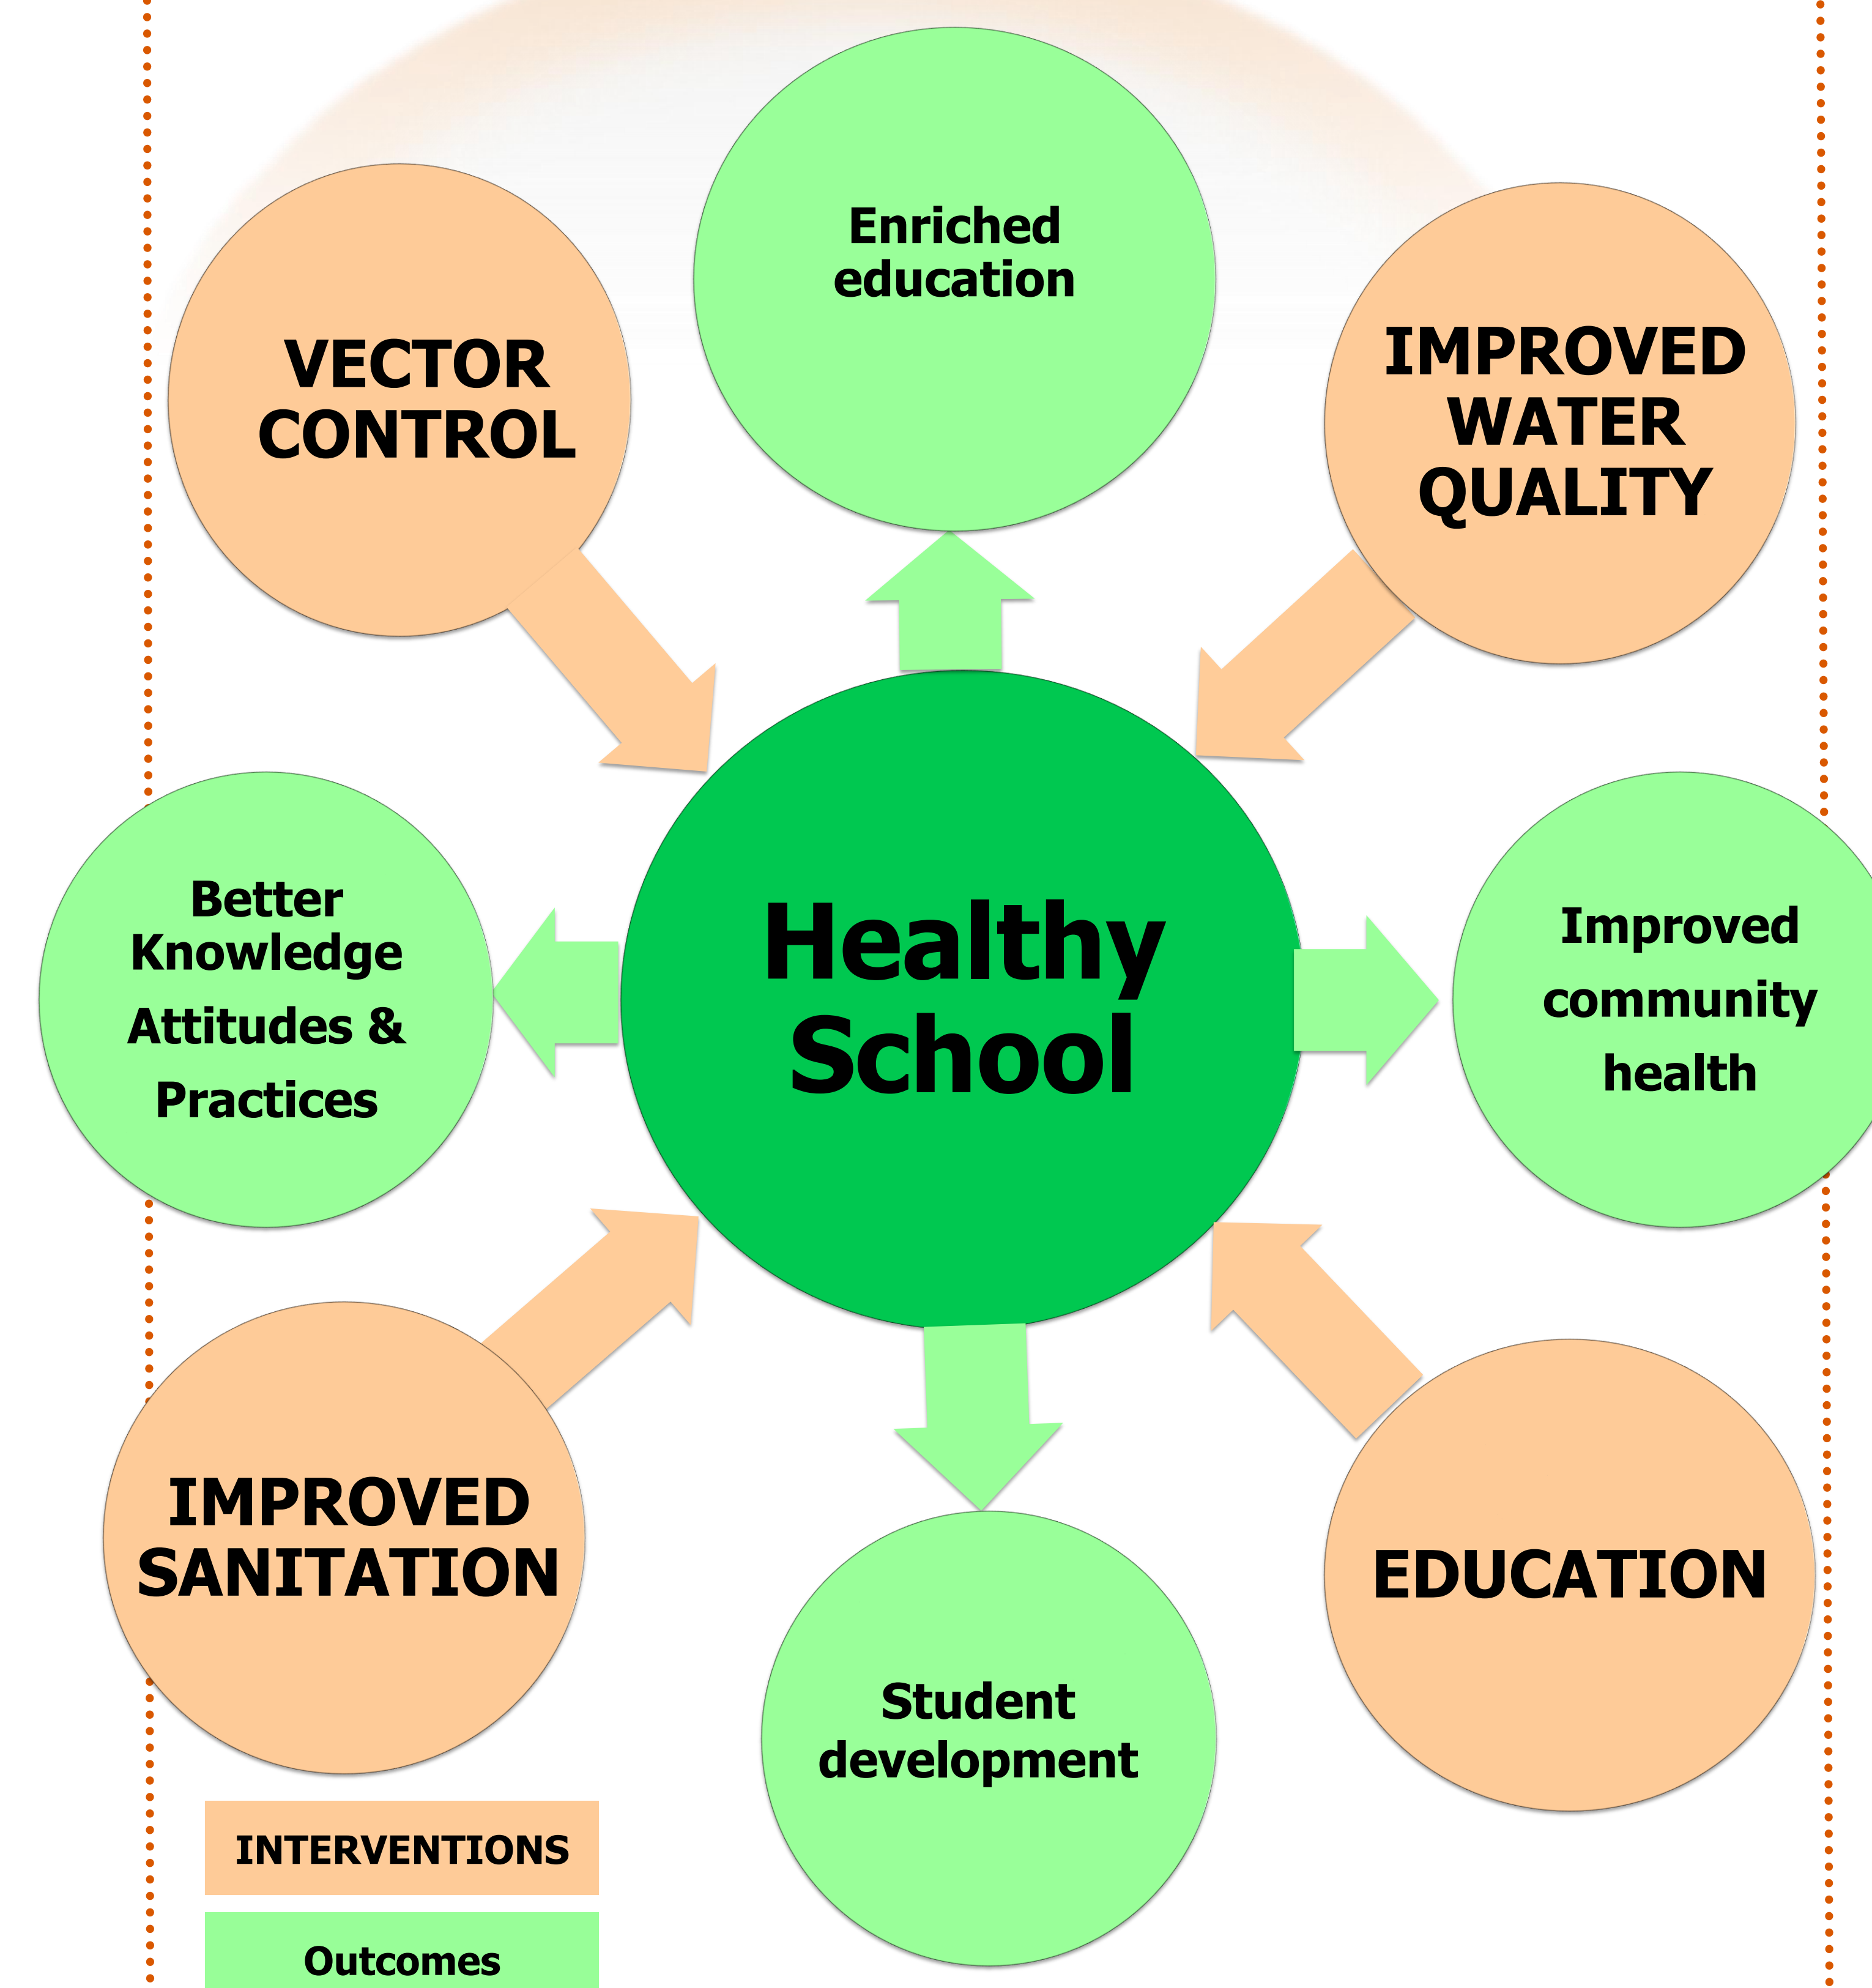 Enriched
education
VECTOR
CONTROL
IMPROVED
WATER
QUALITY
Better
Knowledge
Attitudes &
Practices
Healthy
School
Improved
community
health
IMPROVED
SANITATION
EDUCATION
Student
development
INTERVENTIONS
Outcomes